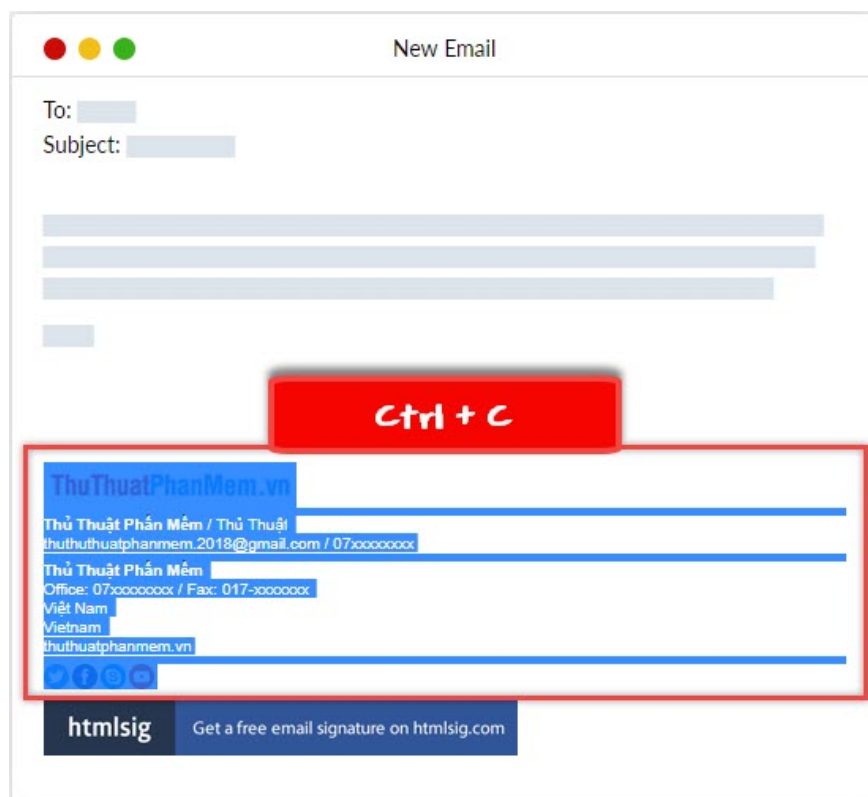 New Email
To:
Subject:
Ctrl + C
ThuThuatPhanMem.vn
Thủ Thuật Phần Mềm / Thủ Thuật
thuthuthuatphanmem.2018@gmail.com / 07xxxxxxxx
Thủ Thuật Phần Mềm
Office: 07xxxxxxxx / Fax: 017-xxxxxxx
Việt Nam
Vietnam
thuthuatphanmem.vn
htmlsig Get a free email signature on htmlsig.com